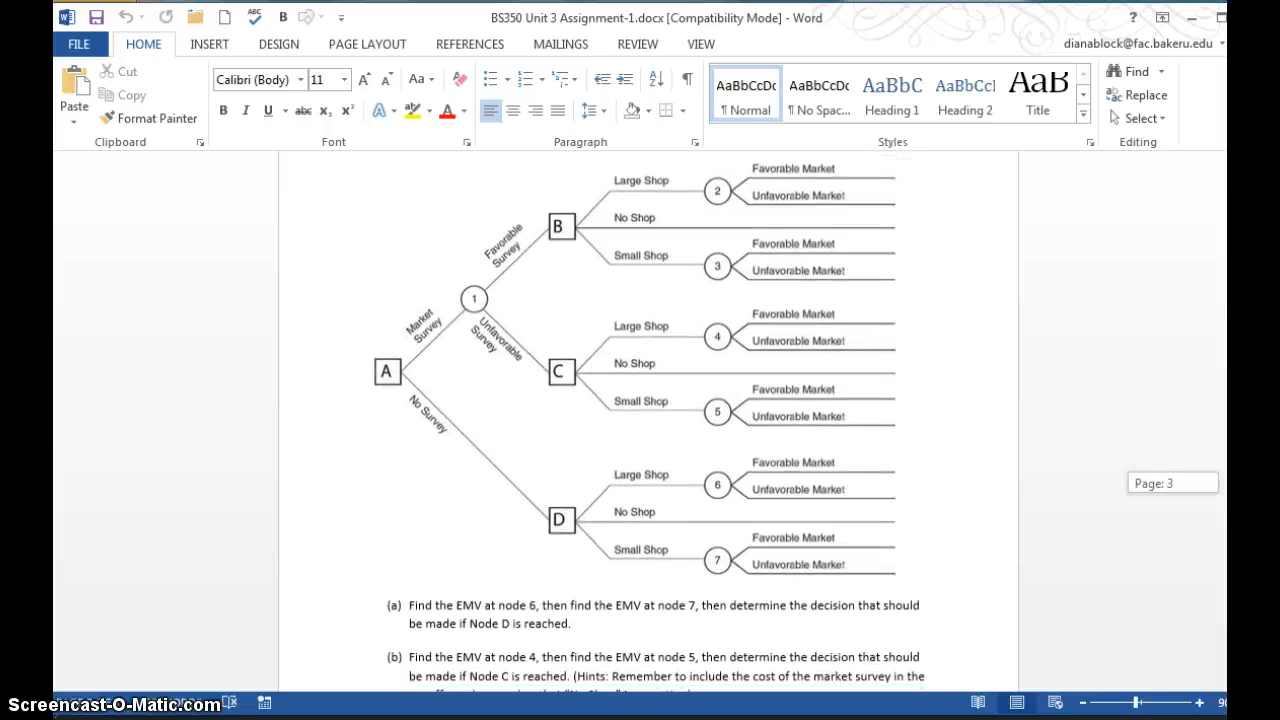 BS350 Unit 3 Assignment-1.docx [Compatibility Mode] - Word
FILE HOME INSERT DESIGN PAGE LAYOUT REFERENCES MAILINGS REVIEW VIEW dianablock@fac.bakeru.edu
Paste
Cut
Copy
Format Painter
Clipboard
Calibri (Body) 11
Font
Paragraph
AaBbCcDc AaBbCcDc AaBbC AaBbCcI AaB
¶ Normal ¶ No Spac... Heading 1 Heading 2 Title
Styles
Find
Replace
Select
Editing
Large Shop
2
Favorable Market
Unfavorable Market
B
No Shop
Favorable Survey
Small Shop
3
Favorable Market
Unfavorable Market
1
Market Survey
Unfavorable Survey
Large Shop
4
Favorable Market
Unfavorable Market
A
C
No Shop
Small Shop
5
Favorable Market
Unfavorable Market
No Survey
Large Shop
6
Favorable Market
Unfavorable Market
D
No Shop
Small Shop
7
Favorable Market
Unfavorable Market
Page: 3
(a) Find the EMV at node 6, then find the EMV at node 7, then determine the decision that should
be made if Node D is reached.
(b) Find the EMV at node 4, then find the EMV at node 5, then determine the decision that should
be made if Node C is reached. (Hints: Remember to include the cost of the market survey in the
Screencast-O-Matic.com